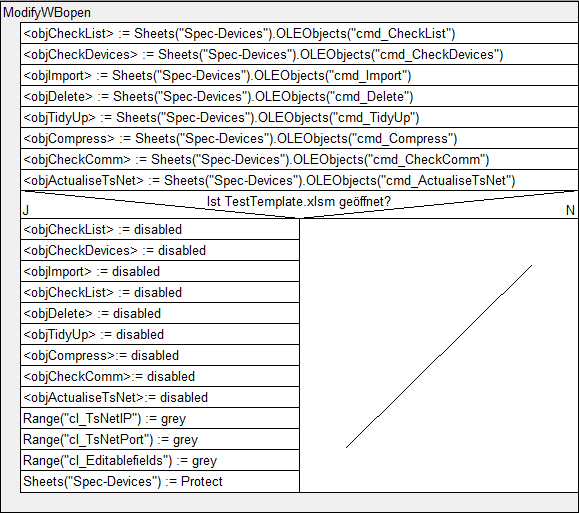 ModifyWBopen
<objCheckList> := Sheets("Spec-Devices").OLEObjects("cmd_CheckList")
<objCheckDevices> := Sheets("Spec-Devices").OLEObjects("cmd_CheckDevices")
<objImport> := Sheets("Spec-Devices").OLEObjects("cmd_Import")
<objDelete> := Sheets("Spec-Devices").OLEObjects("cmd_Delete")
<objTidyUp> := Sheets("Spec-Devices").OLEObjects("cmd_TidyUp")
<objCompress> := Sheets("Spec-Devices").OLEObjects("cmd_Compress")
<objCheckComm> := Sheets("Spec-Devices").OLEObjects("cmd_CheckComm")
<objActualiseTsNet> := Sheets("Spec-Devices").OLEObjects("cmd_ActualiseTsNet")
Ist TestTemplate.xlsm geöffnet?
J N
<objCheckList> := disabled
<objCheckDevices> := disabled
<objImport> := disabled
<objCheckList> := disabled
<objDelete> := disabled
<objTidyUp> := disabled
<objCompress>:= disabled
<objCheckComm>:= disabled
<objActualiseTsNet>:= disabled
Range("cl_TsNetIP") := grey
Range("cl_TsNetPort") := grey
Range("cl_Editablefields") := grey
Sheets("Spec-Devices") := Protect